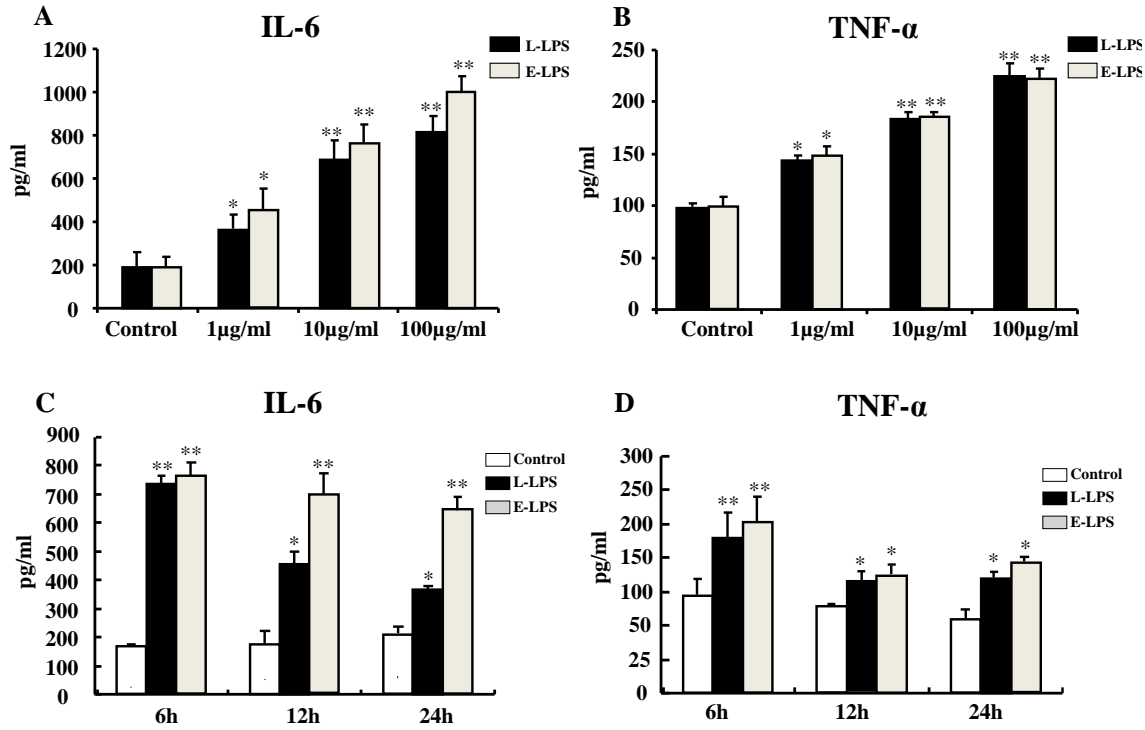 A
IL-6
L-LPS
E-LPS
1200
1000
800
600
400
200
0
pg/ml
* * ** ** ** **
Control 1μg/ml 10μg/ml 100μg/ml
B
TNF-α
L-LPS
E-LPS
250
200
150
100
50
0
pg/ml
* * ** ** ** **
Control 1μg/ml 10μg/ml 100μg/ml
C
IL-6
Control
L-LPS
E-LPS
900
800
700
600
500
400
300
200
100
0
pg/ml
** ** * ** * **
6h 12h 24h
D
TNF-α
Control
L-LPS
E-LPS
300
250
200
150
100
50
25
0
pg/ml
** ** * * * *
6h 12h 24h